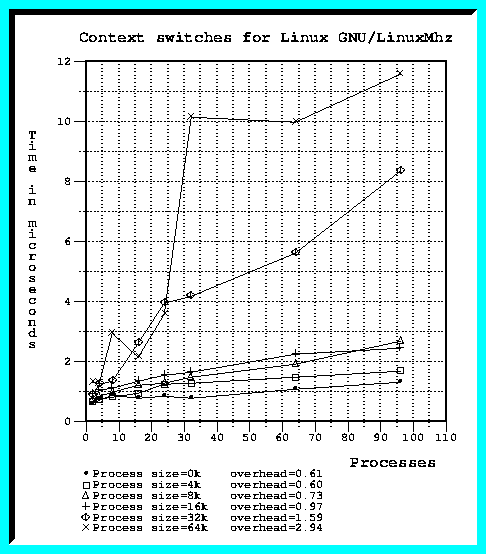 Context switches for Linux GNU/LinuxMhz
Time in microseconds
12
10
8
6
4
2
0
0 10 20 30 40 50 60 70 80 90 100 110
Processes
Process size=0k overhead=0.61
Process size=4k overhead=0.60
Process size=8k overhead=0.73
Process size=16k overhead=0.97
Process size=32k overhead=1.59
Process size=64k overhead=2.94